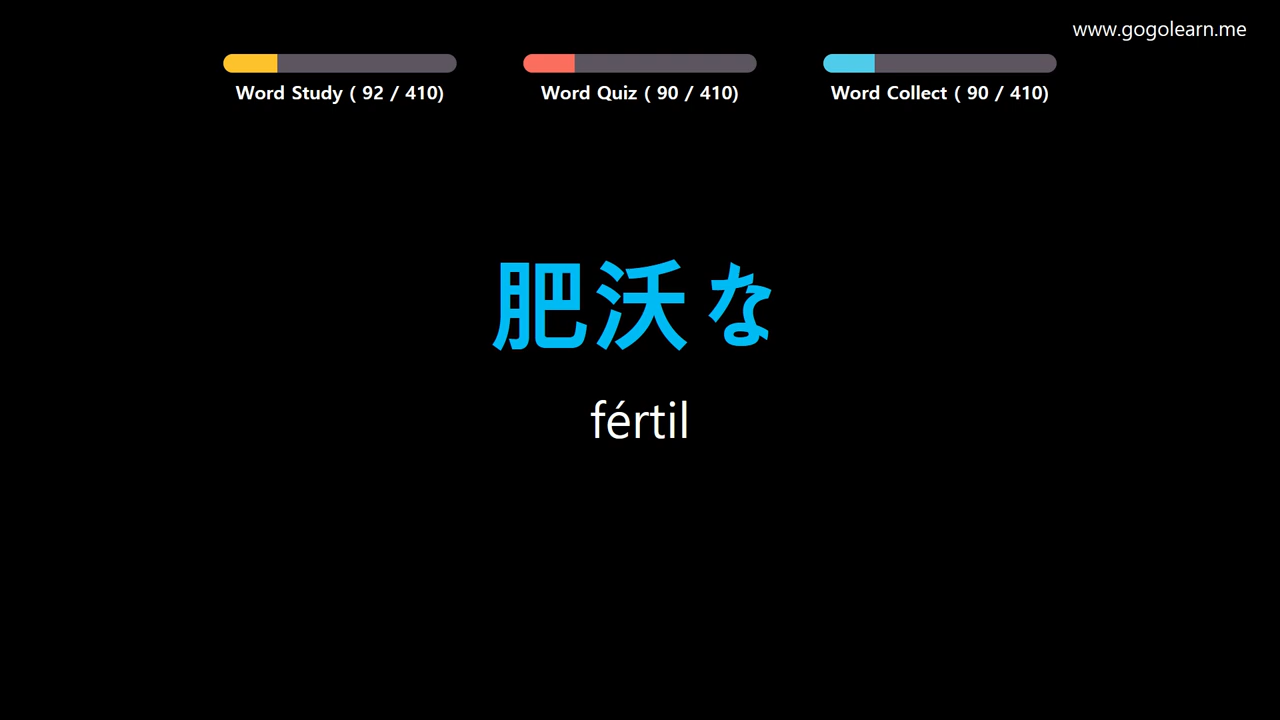 www.gogolearn.me
Word Study ( 92 / 410)
Word Quiz ( 90 / 410)
Word Collect ( 90 / 410)
肥沃な
fértil